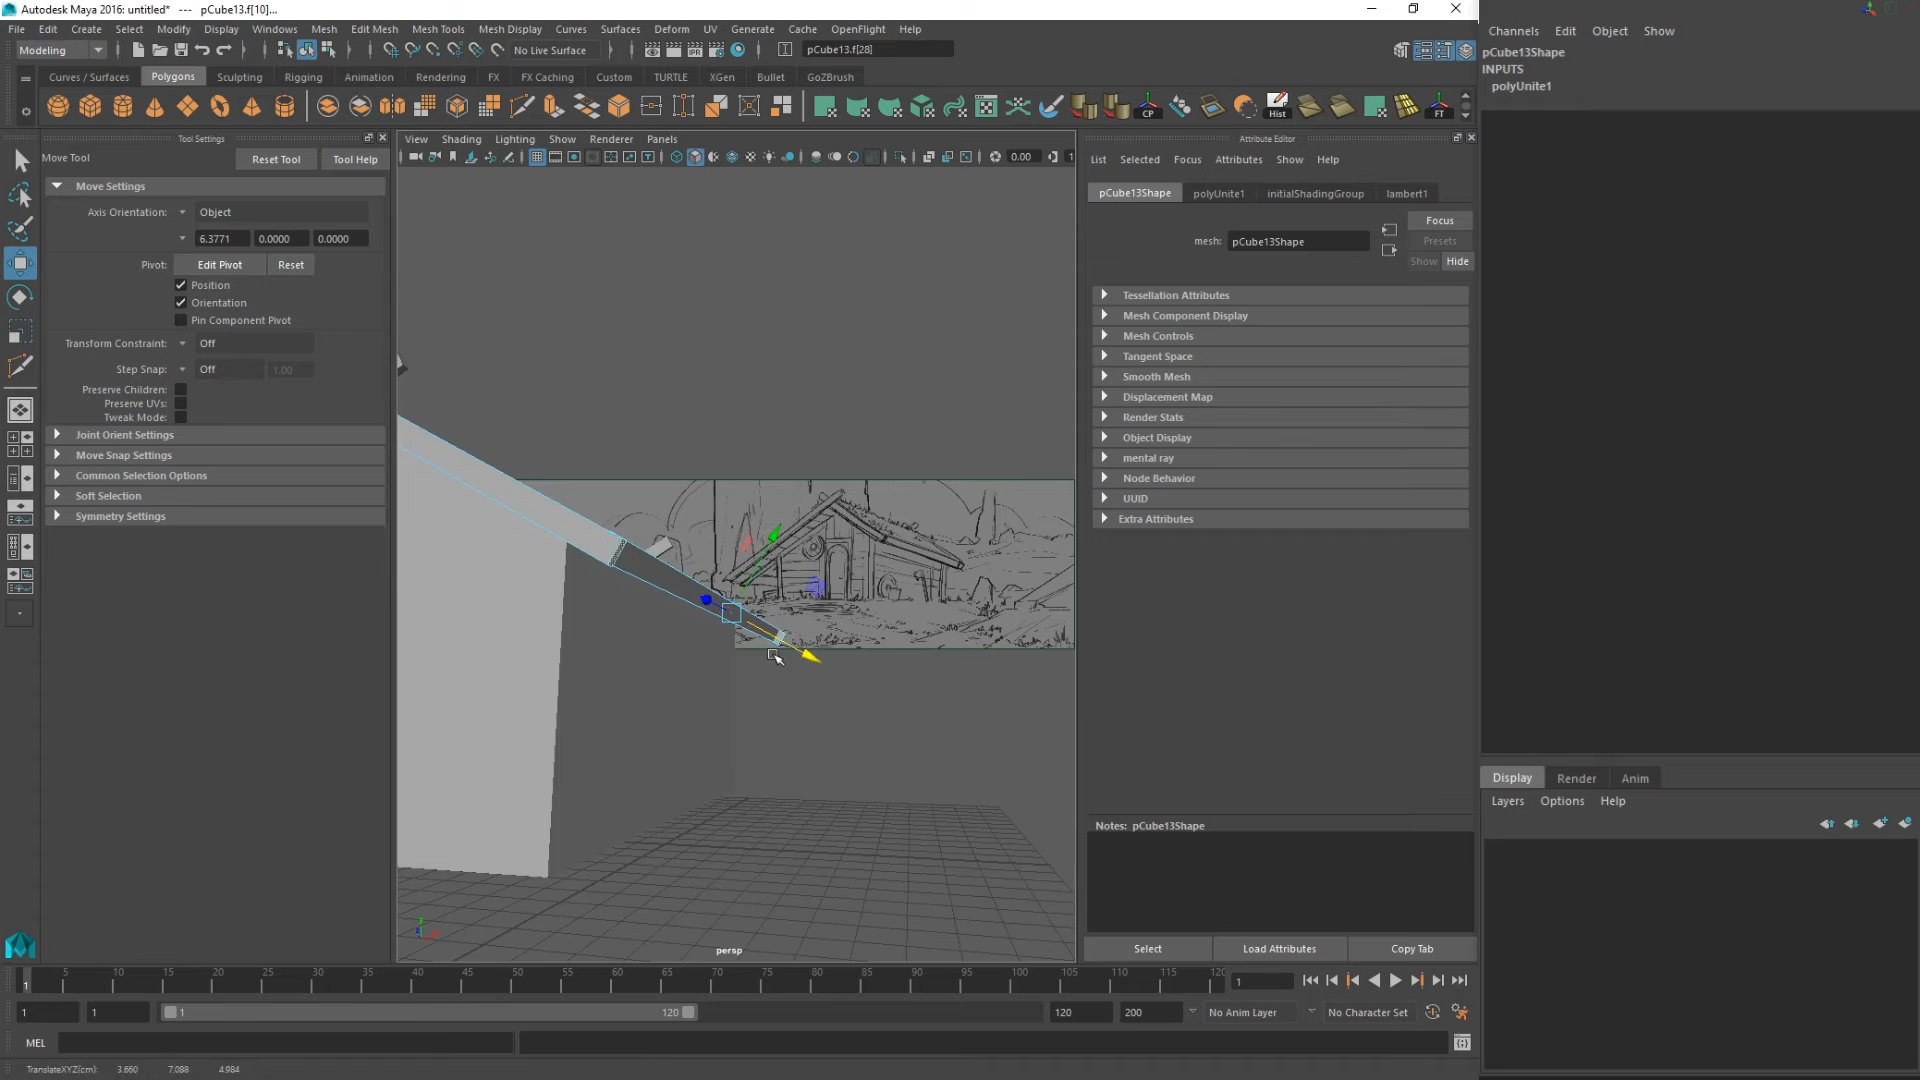 Autodesk Maya 2016: untitled*   ---   pCube13.f[10]...
File Edit Create Select Modify Display Windows Mesh Edit Mesh Mesh Tools Mesh Display Curves Surfaces Deform UV Generate Cache OpenFlight Help
Modeling No Live Surface pCube13.f[28]
Curves / Surfaces Polygons Sculpting Rigging Animation Rendering FX FX Caching Custom TURTLE XGen Bullet GoZBrush
CP Hist FT
Tool Settings
Move Tool Reset Tool Tool Help
Move Settings
Axis Orientation: Object
6.3771 0.0000 0.0000
Pivot: Edit Pivot Reset
Position
Orientation
Pin Component Pivot
Transform Constraint: Off
Step Snap: Off 1.00
Preserve Children:
Preserve UVs:
Tweak Mode:
Joint Orient Settings
Move Snap Settings
Common Selection Options
Soft Selection
Symmetry Settings
View Shading Lighting Show Renderer Panels
0.00 1
persp
Attribute Editor
List Selected Focus Attributes Show Help
pCube13Shape polyUnite1 initialShadingGroup lambert1
Focus
mesh: pCube13Shape Presets
Show Hide
Tessellation Attributes
Mesh Component Display
Mesh Controls
Tangent Space
Smooth Mesh
Displacement Map
Render Stats
Object Display
mental ray
Node Behavior
UUID
Extra Attributes
Notes: pCube13Shape
Select Load Attributes Copy Tab
Channels Edit Object Show
pCube13Shape
INPUTS
polyUnite1
Display Render Anim
Layers Options Help
1 5 10 15 20 25 30 35 40 45 50 55 60 65 70 75 80 85 90 95 100 105 110 115 120 1
1 1 1 120 120 200 No Anim Layer No Character Set
MEL
TranslateXYZ(cm): 3.660 7.088 4.984